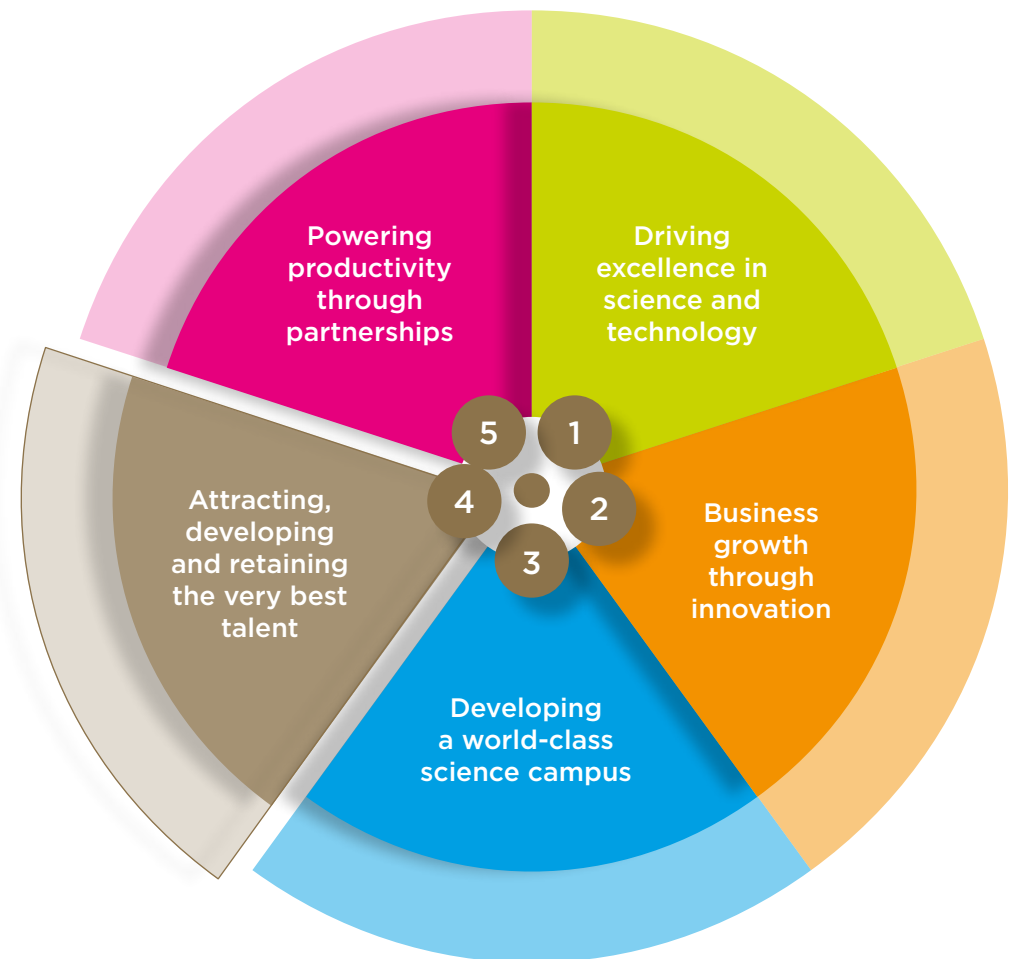 Powering
productivity
through
partnerships
Driving
excellence in
science and
technology
5
1
4
2
3
Attracting,
developing
and retaining
the very best
talent
Business
growth
through
innovation
Developing
a world-class
science campus